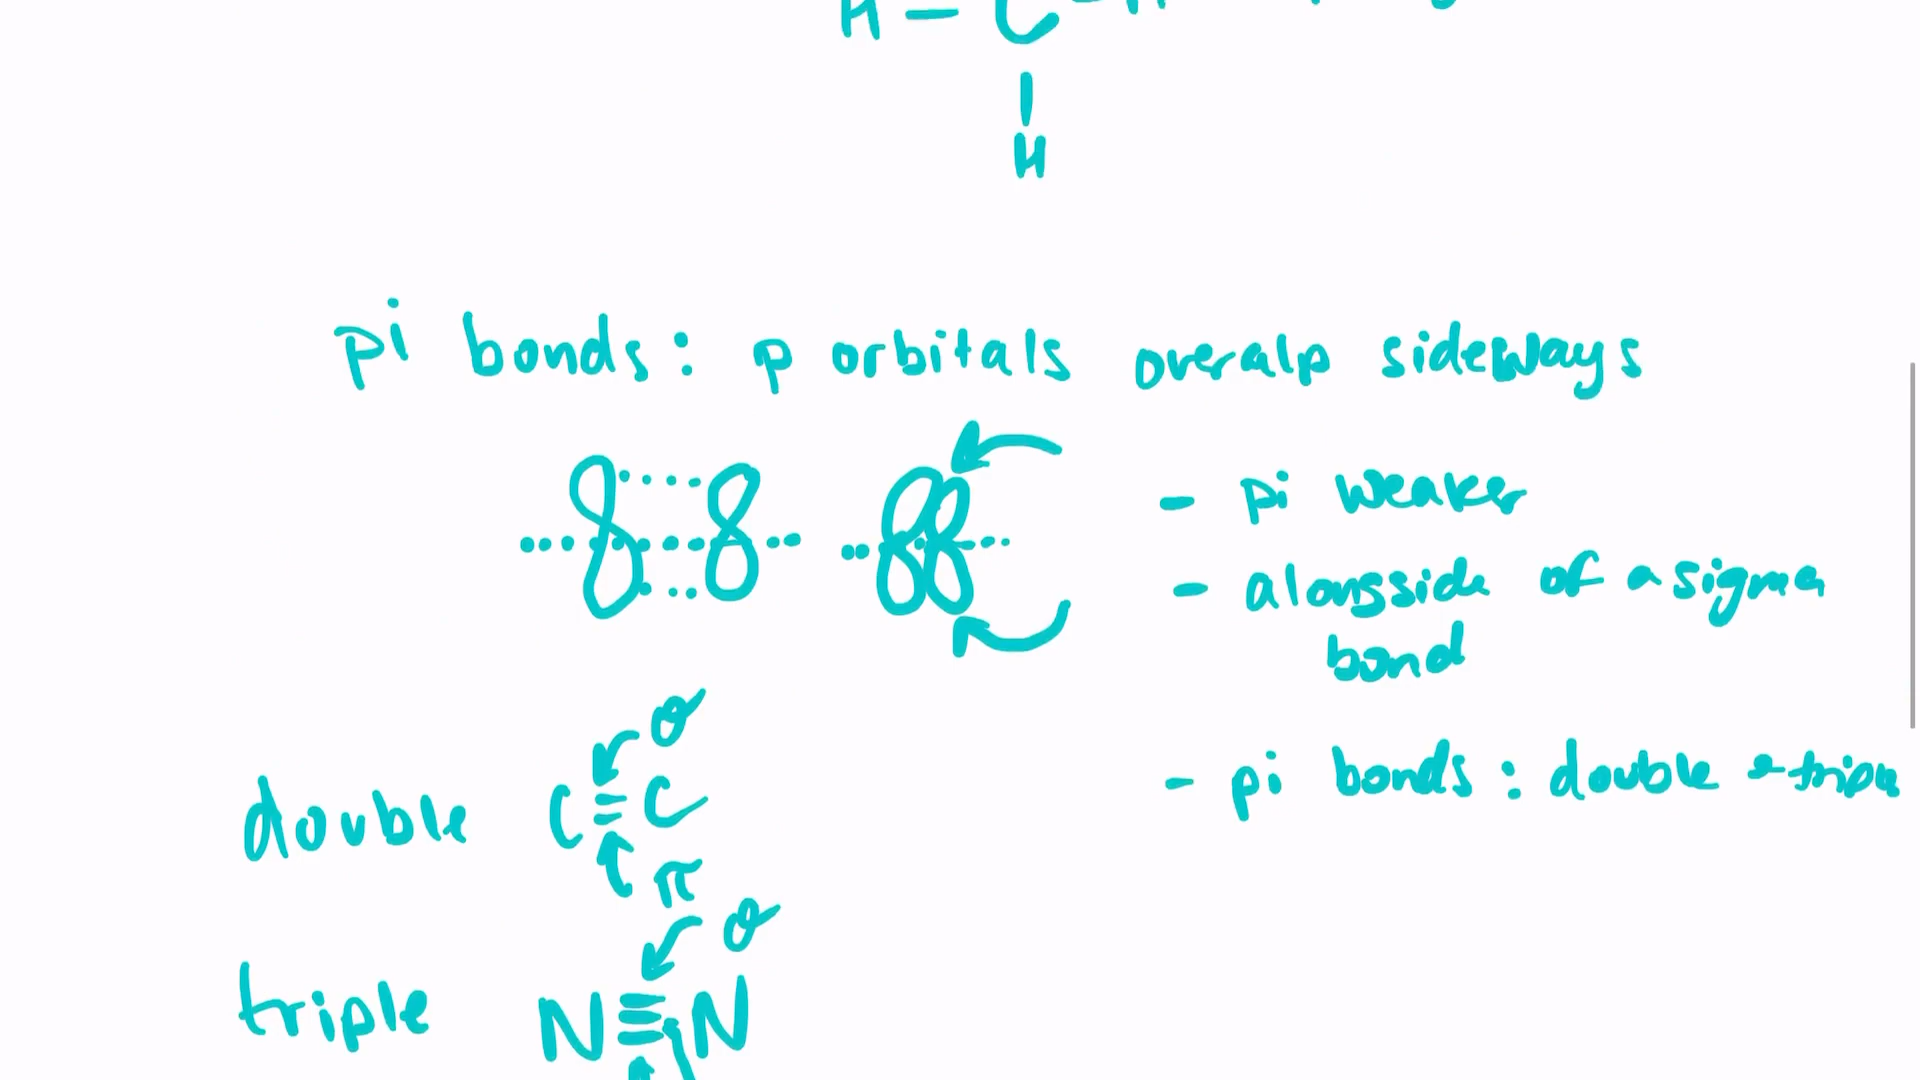 H – C
H
pi bonds: p orbitals overalp sideways
- pi weaker
- alongside of a sigma
bond
σ
double C = C
π
- pi bonds: double & triple
σ
triple N ≡ N